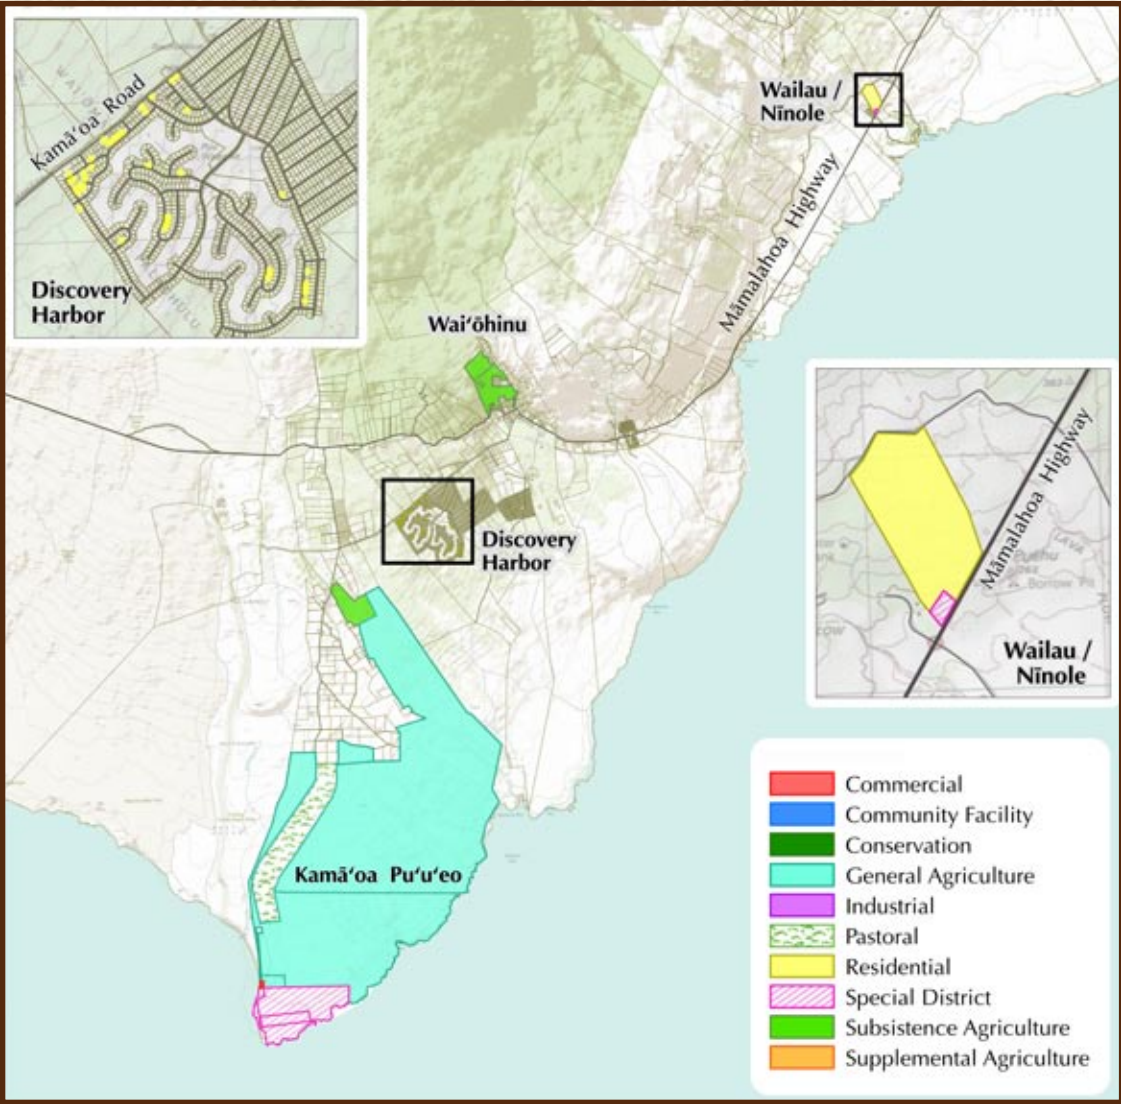 Kamā‘oa Road
Discovery
Harbor
Wailau /
Nīnole
Māmalahoa Highway
Wai‘ōhinu
Discovery
Harbor
Māmalahoa Highway
Wailau /
Nīnole
Kamā‘oa Pu‘u‘eo
Commercial
Community Facility
Conservation
General Agriculture
Industrial
Pastoral
Residential
Special District
Subsistence Agriculture
Supplemental Agriculture